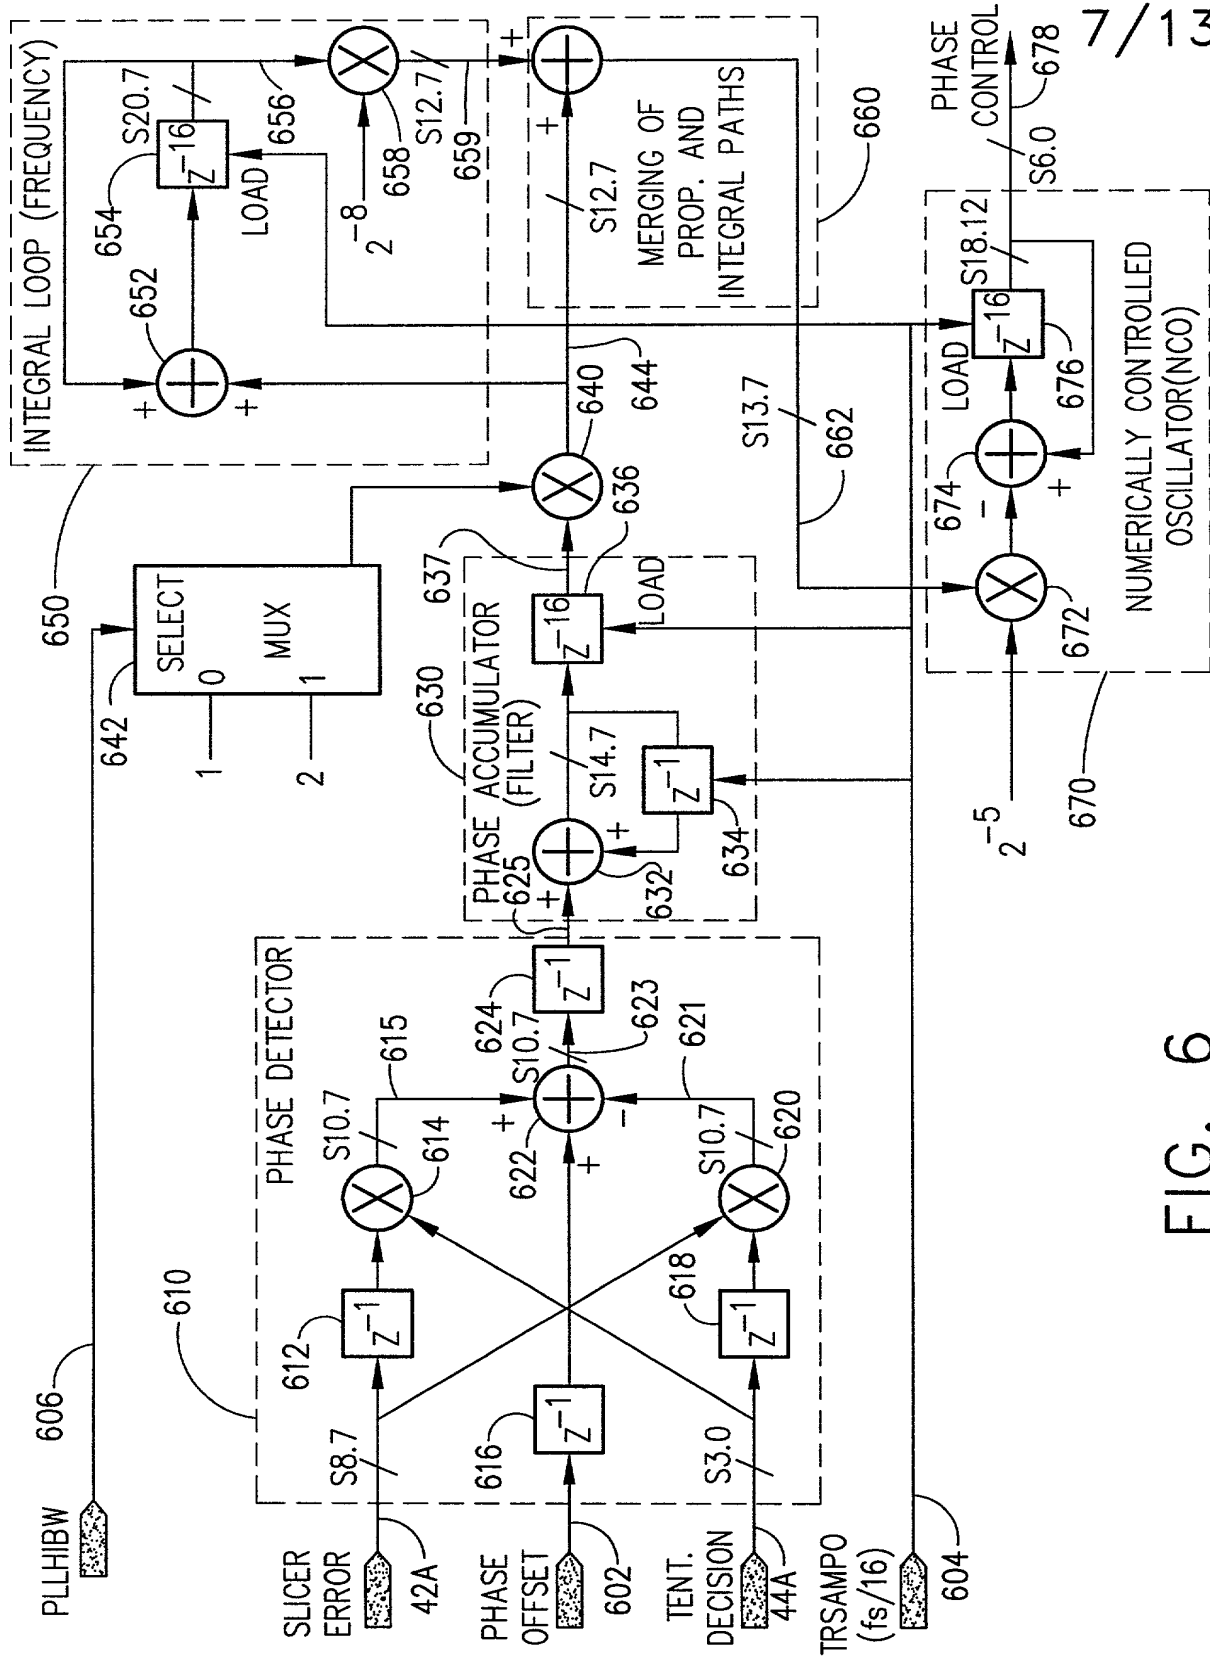 7/13
PLLHIBW
606
SLICER
ERROR
42A
PHASE
OFFSET
602
TENT.
DECISION
44A
TRSAMPO
(fs/16)
604
610
PHASE DETECTOR
S8.7
612
Z⁻¹
S10.7
614
615
616
Z⁻¹
S3.0
618
Z⁻¹
S10.7
620
621
622
+
+
−
S10.7
623
624
Z⁻¹
625
630
PHASE ACCUMULATOR
(FILTER)
+
+
632
S14.7
634
Z⁻¹
Z⁻¹⁶
LOAD
636
637
640
642
SELECT
MUX
0
1
1
2
644
650
INTEGRAL LOOP (FREQUENCY)
652
+
+
654
Z⁻¹⁶
LOAD
S20.7
656
2⁻⁸
658
S12.7
659
+
+
S12.7
MERGING OF
PROP. AND
INTEGRAL PATHS
660
S13.7
662
670
2⁻⁵
672
674
−
+
LOAD
Z⁻¹⁶
676
S18.12
NUMERICALLY CONTROLLED
OSCILLATOR(NCO)
S6.0
PHASE
CONTROL
678
FIG. 6